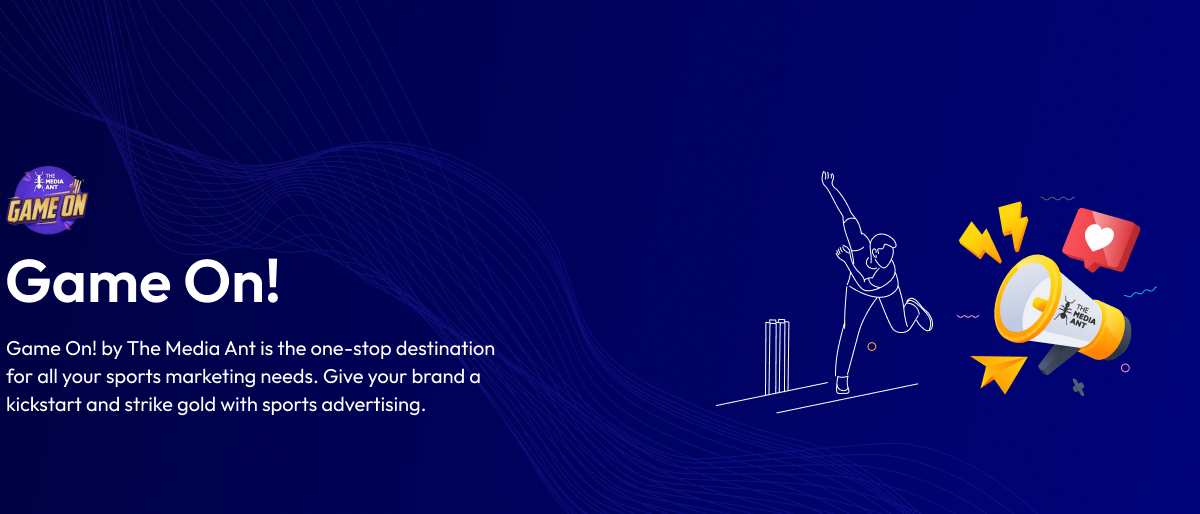 THE
MEDIA
ANT
GAME ON
Game On!
Game On! by The Media Ant is the one-stop destination
for all your sports marketing needs. Give your brand a
kickstart and strike gold with sports advertising.
THE
MEDIA
ANT